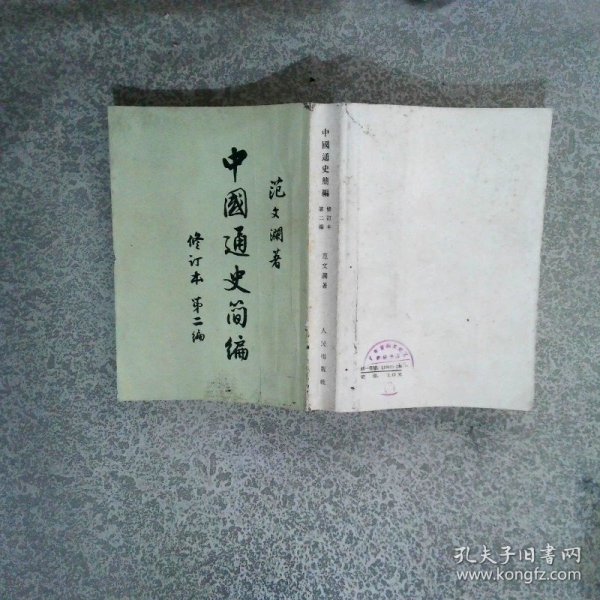 范文瀾著
中國通史简编
修订本 第二编
中國通史簡編
修訂本
第二編
范文瀾著
人民出版社
孔夫子旧书网
www.kongfz.com